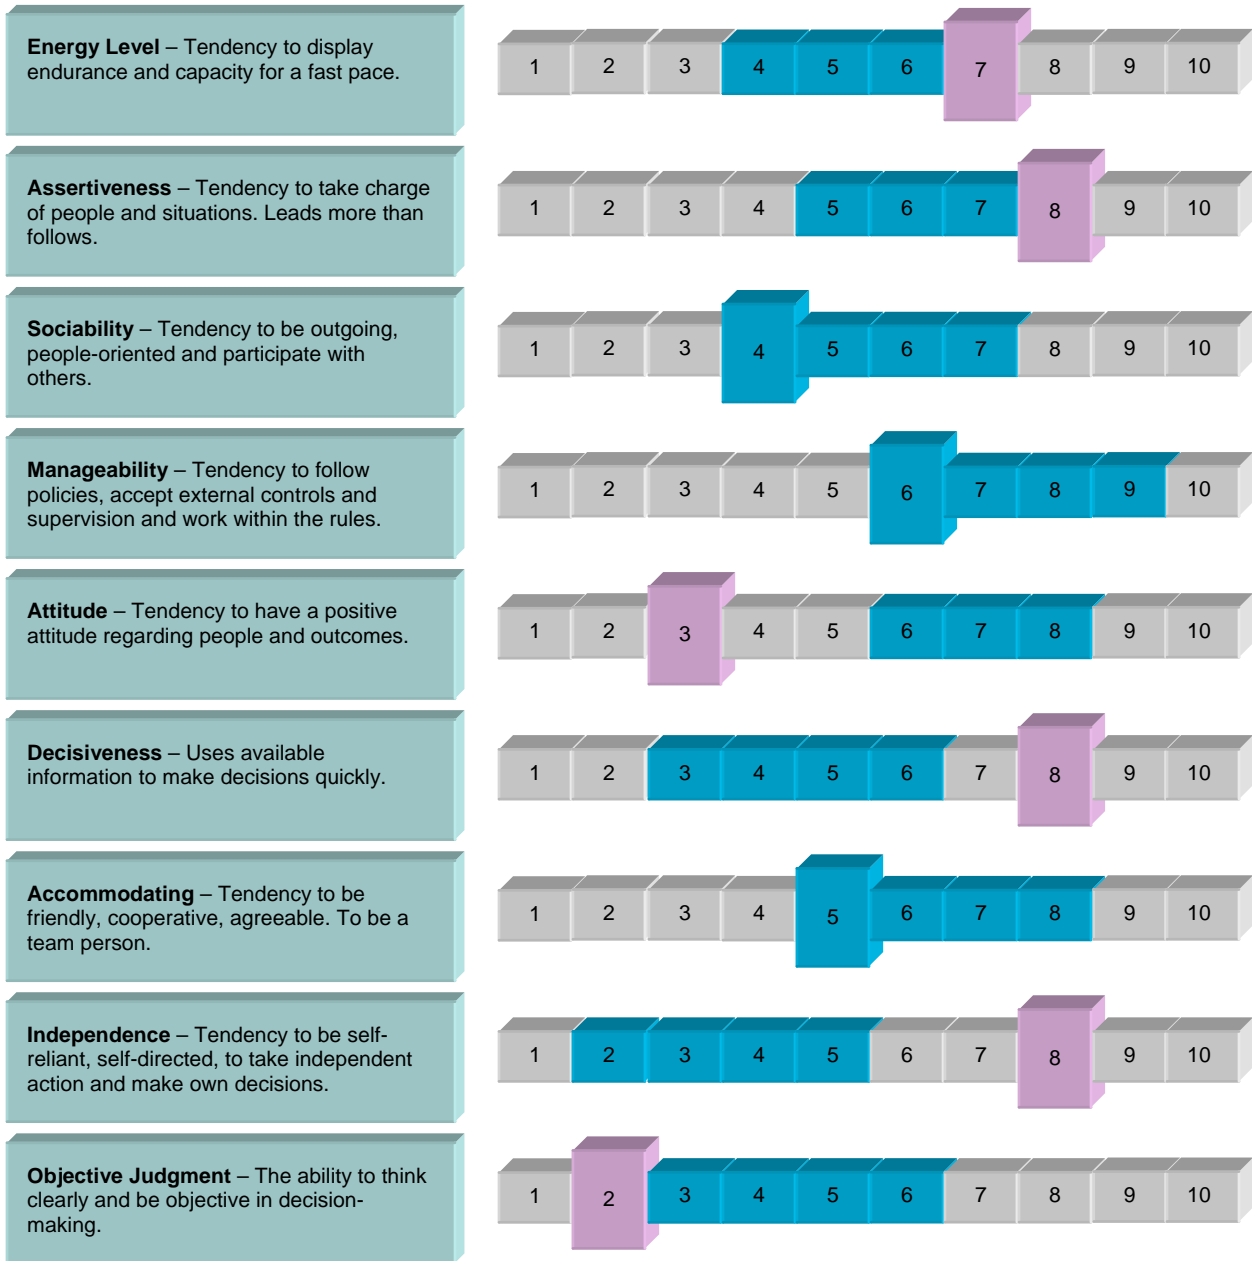 Energy Level – Tendency to display
endurance and capacity for a fast pace.
1 2 3 4 5 6 7 8 9 10
Assertiveness – Tendency to take charge
of people and situations. Leads more than
follows.
1 2 3 4 5 6 7 8 9 10
Sociability – Tendency to be outgoing,
people-oriented and participate with
others.
1 2 3 4 5 6 7 8 9 10
Manageability – Tendency to follow
policies, accept external controls and
supervision and work within the rules.
1 2 3 4 5 6 7 8 9 10
Attitude – Tendency to have a positive
attitude regarding people and outcomes.
1 2 3 4 5 6 7 8 9 10
Decisiveness – Uses available
information to make decisions quickly.
1 2 3 4 5 6 7 8 9 10
Accommodating – Tendency to be
friendly, cooperative, agreeable. To be a
team person.
1 2 3 4 5 6 7 8 9 10
Independence – Tendency to be self-
reliant, self-directed, to take independent
action and make own decisions.
1 2 3 4 5 6 7 8 9 10
Objective Judgment – The ability to think
clearly and be objective in decision-
making.
1 2 3 4 5 6 7 8 9 10